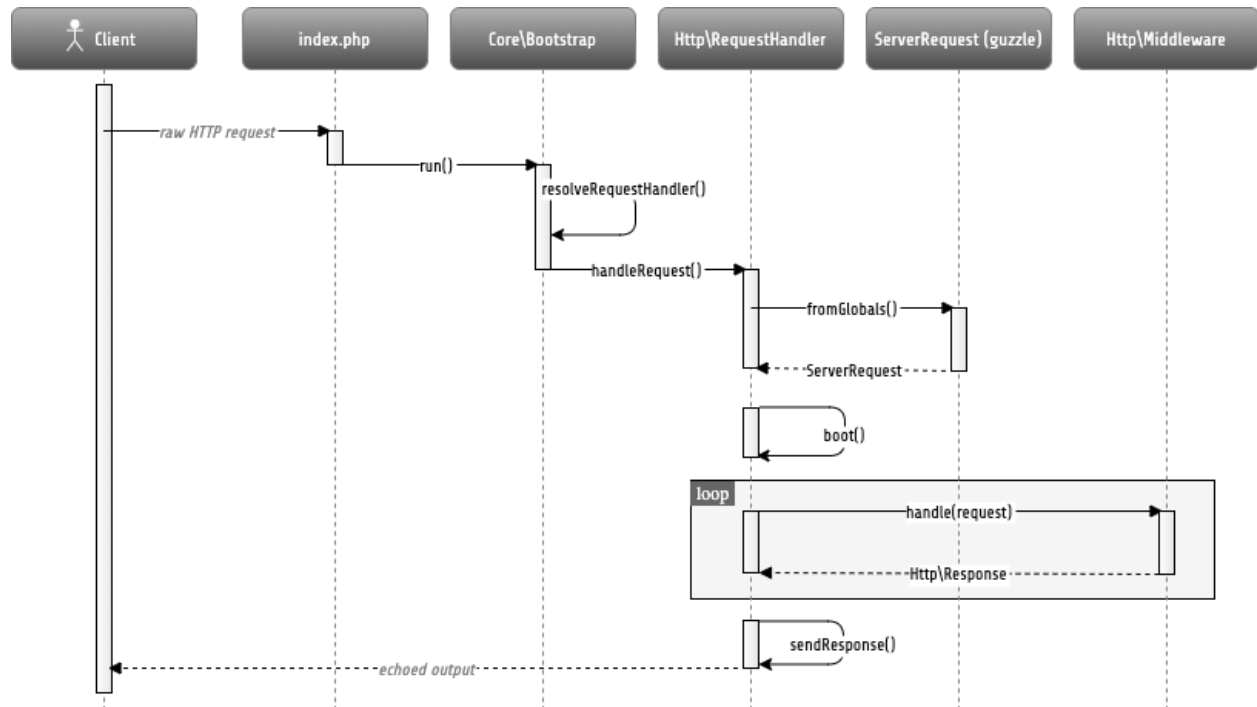 Client
index.php
Core\Bootstrap
Http\RequestHandler
ServerRequest (guzzle)
Http\Middleware
raw HTTP request
run()
resolveRequestHandler()
handleRequest()
fromGlobals()
ServerRequest
boot()
loop
handle(request)
Http\Response
sendResponse()
echoed output